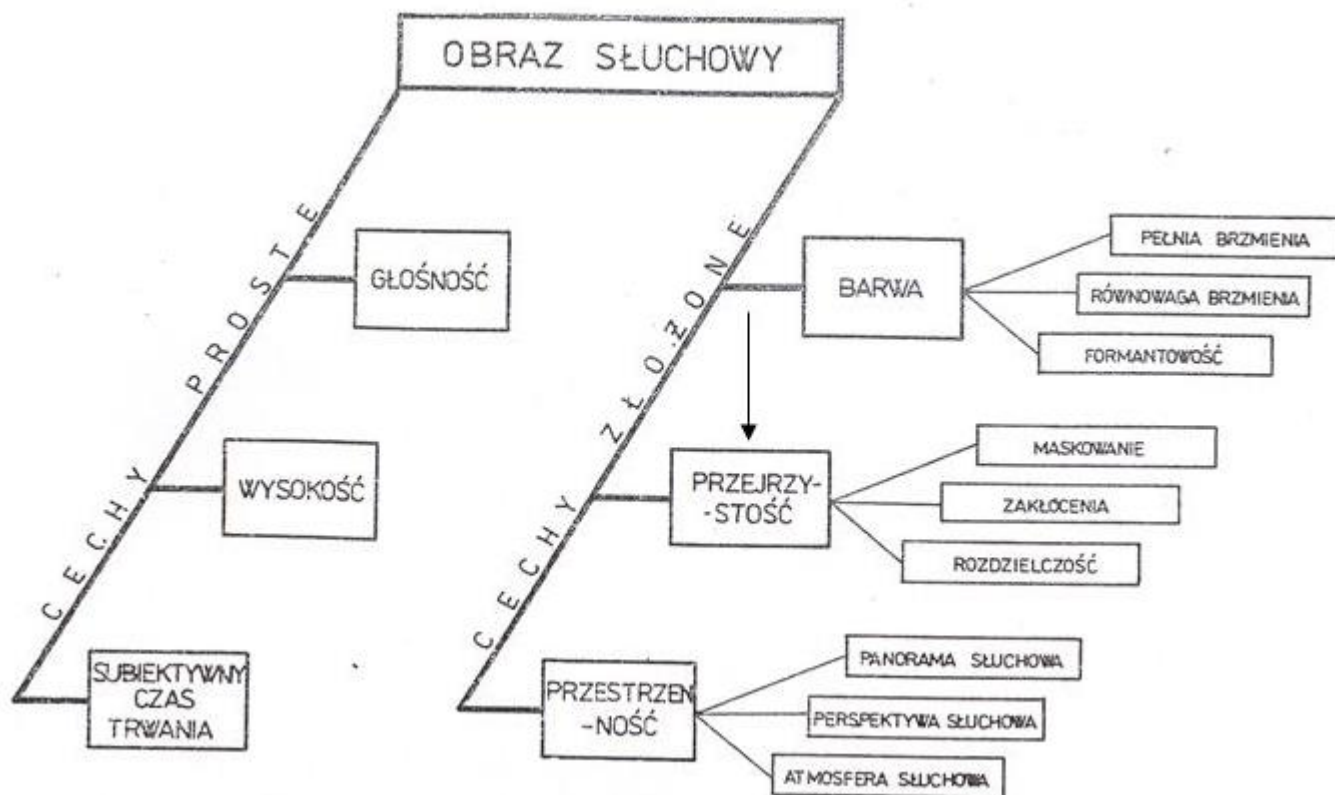 OBRAZ SŁUCHOWY
CECHY PROSTE
GŁOŚNOŚĆ
WYSOKOŚĆ
SUBIEKTYWNY
CZAS
TRWANIA
CECHY ZŁOŻONE
BARWA
PEŁNIA BRZMIENIA
RÓWNOWAGA BRZMIENIA
FORMANTOWOŚĆ
PRZEJRZY-
-STOŚĆ
MASKOWANIE
ZAKŁÓCENIA
ROZDZIELCZOŚĆ
PRZESTRZEN
-NOŚĆ
PANORAMA SŁUCHOWA
PERSPEKTYWA SŁUCHOWA
ATMOSFERA SŁUCHOWA